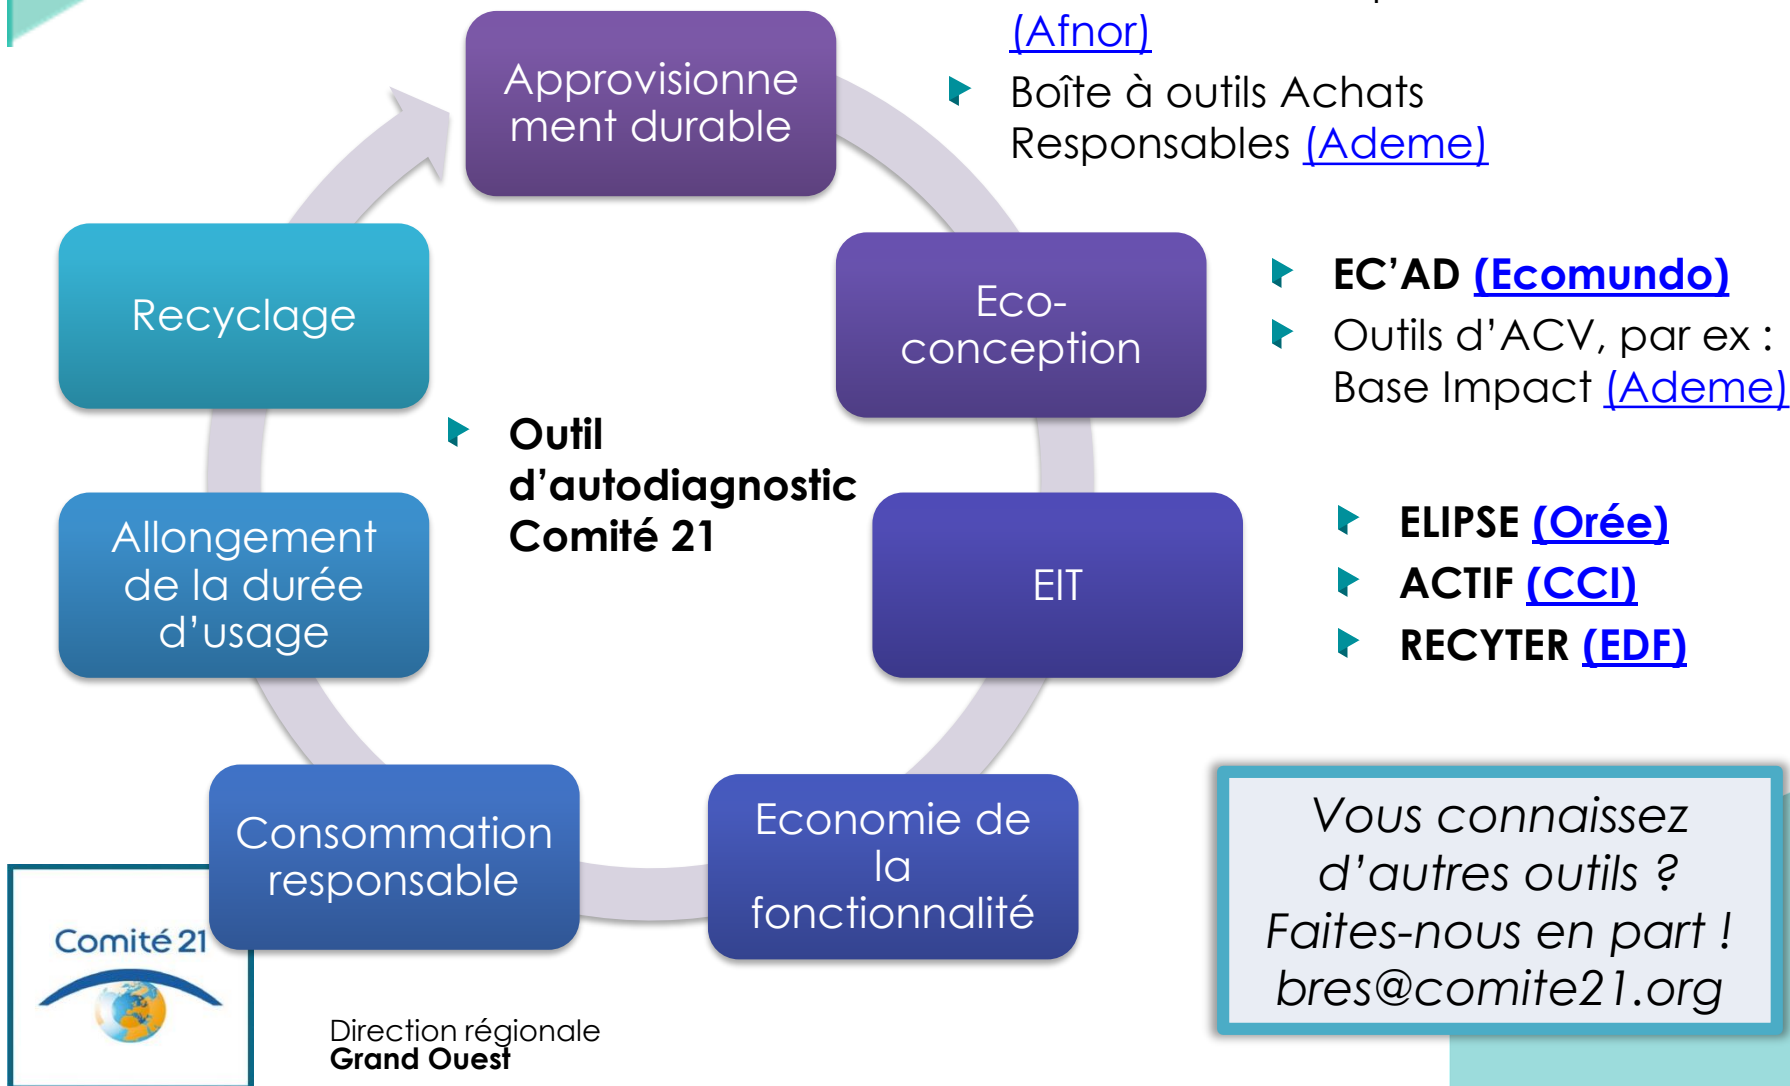 (Afnor)
Boîte à outils Achats
Responsables (Ademe)
Approvisionne
ment durable
Recyclage
Eco-
conception
EC’AD (Ecomundo)
Outils d’ACV, par ex :
Base Impact (Ademe)
Outil
d’autodiagnostic
Comité 21
Allongement
de la durée
d’usage
EIT
ELIPSE (Orée)
ACTIF (CCI)
RECYTER (EDF)
Consommation
responsable
Economie de
la
fonctionnalité
Vous connaissez
d’autres outils ?
Faites-nous en part !
bres@comite21.org
Comité 21
Direction régionale
Grand Ouest